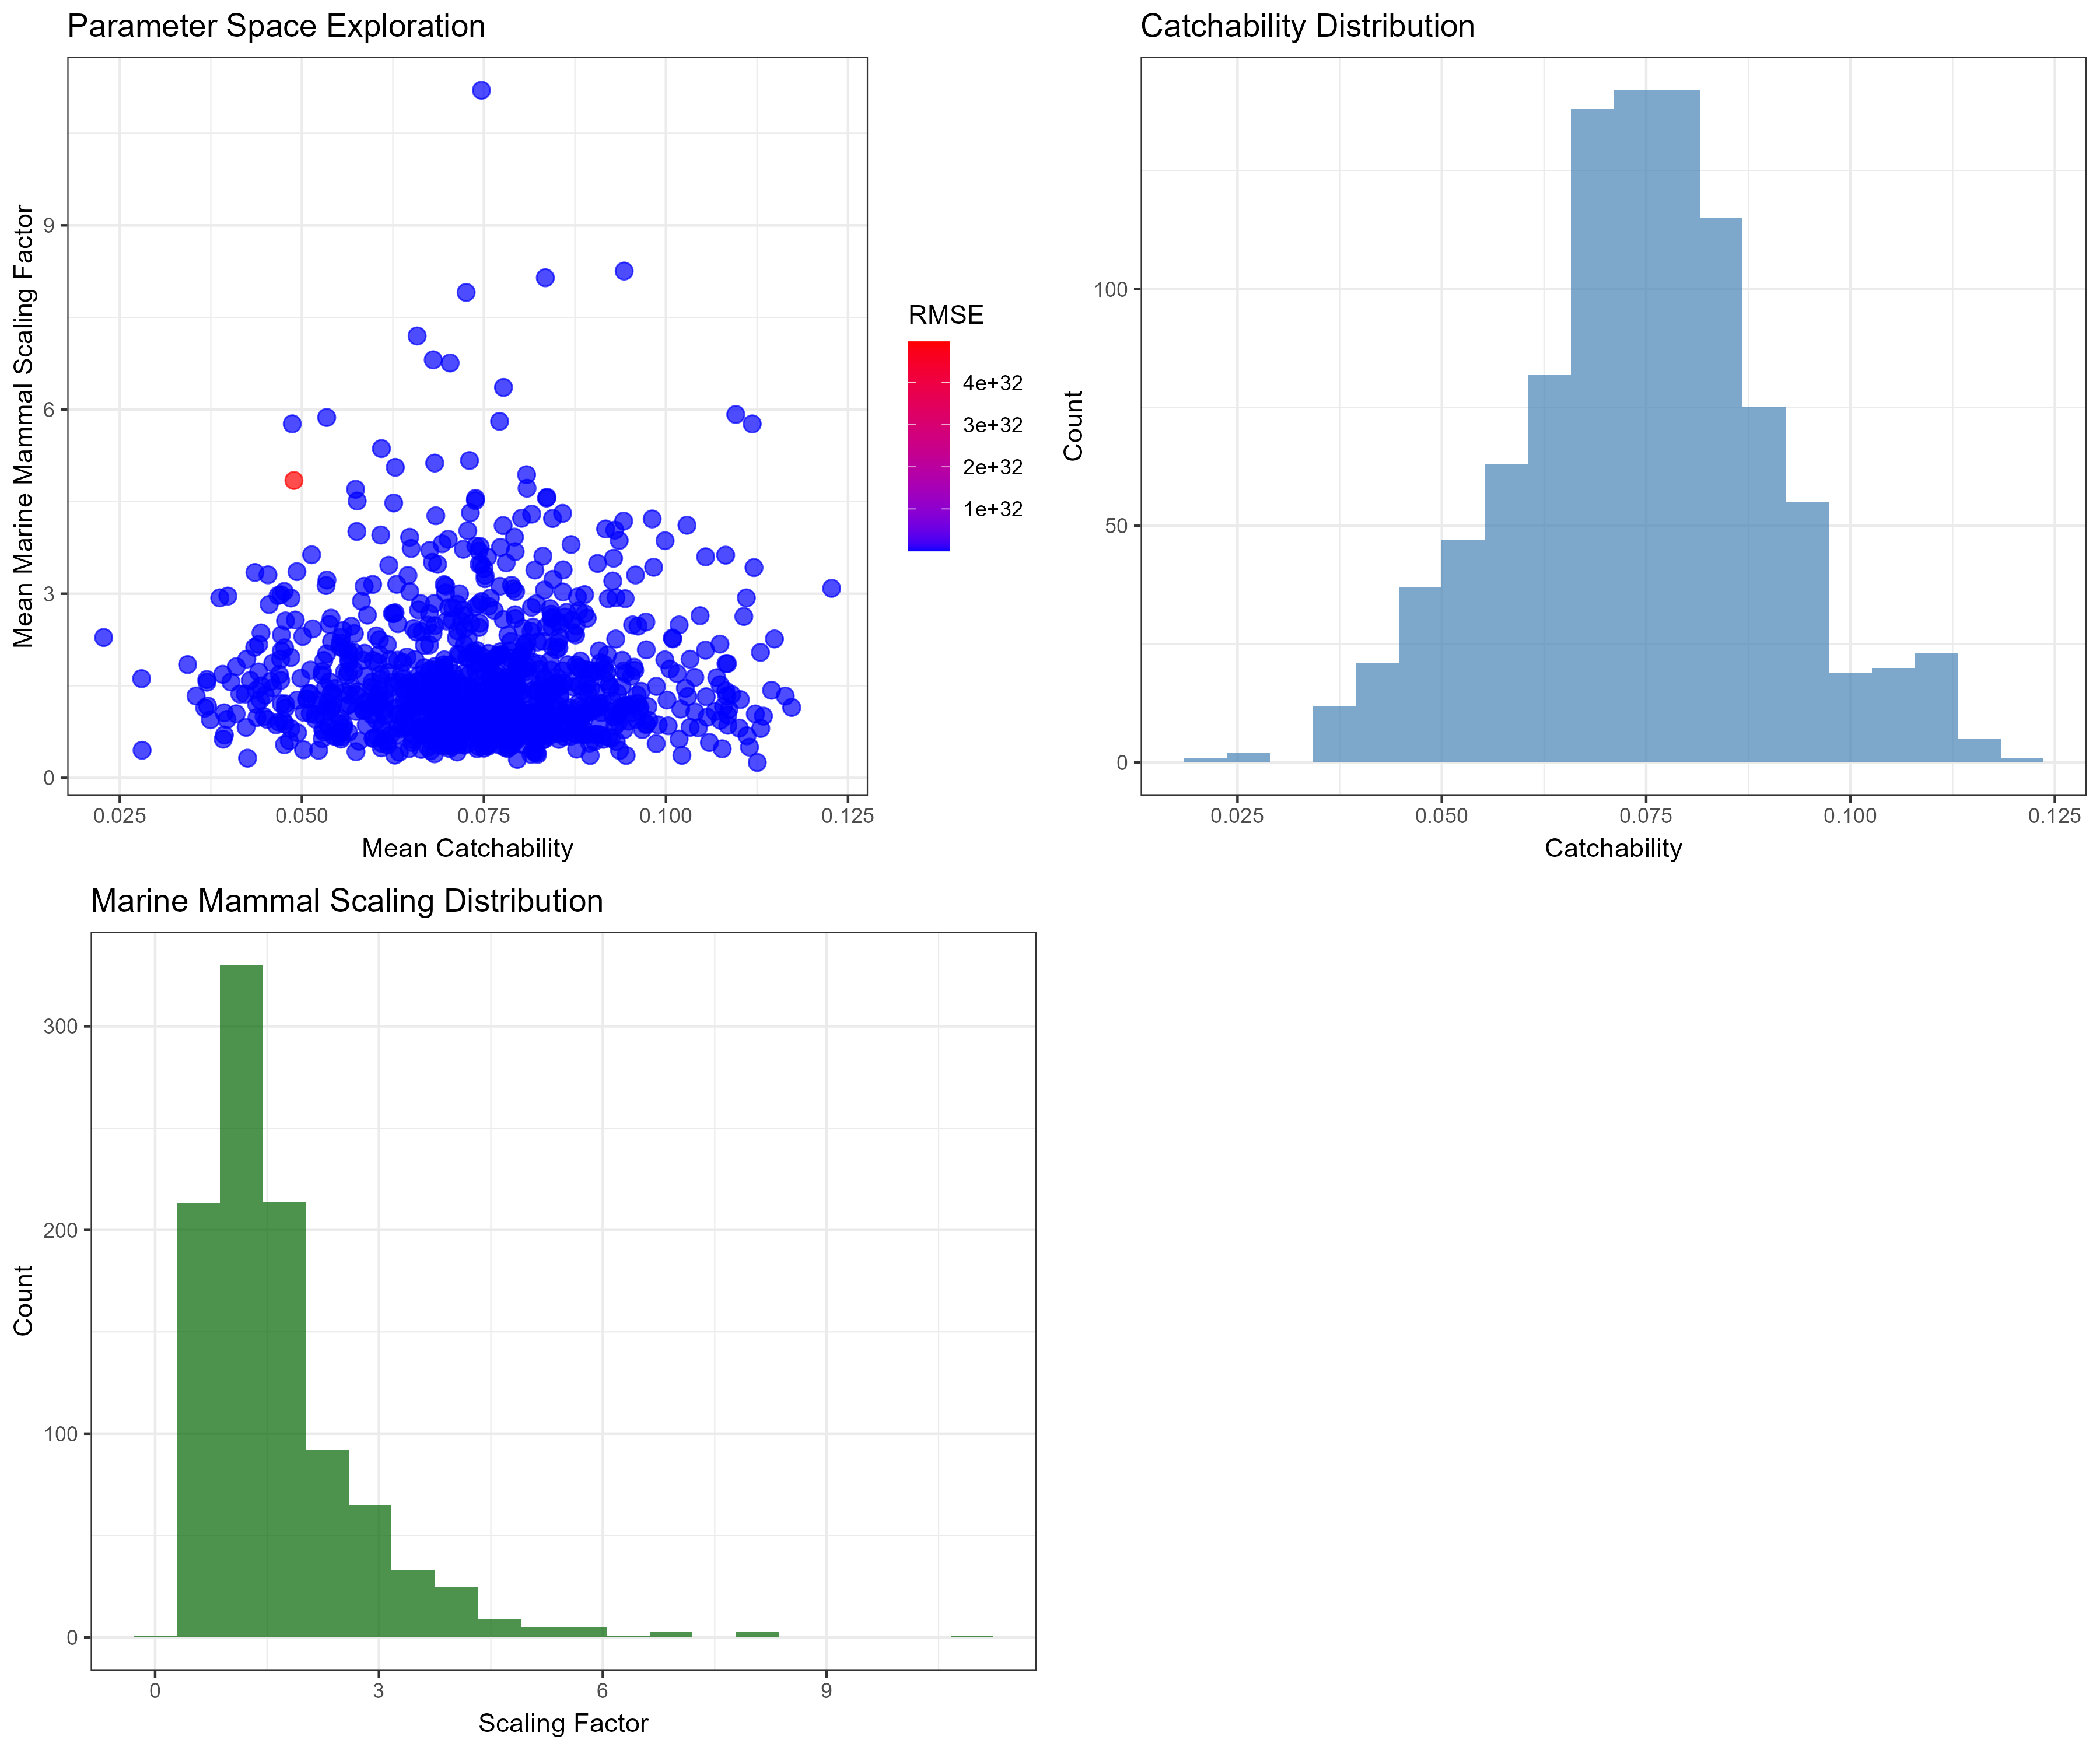 Parameter Space Exploration
Mean Marine Mammal Scaling Factor
9
6
3
0
0.025 0.050 0.075 0.100 0.125
Mean Catchability
RMSE
4e+32
3e+32
2e+32
1e+32
Catchability Distribution
Count
100
50
0
0.025 0.050 0.075 0.100 0.125
Catchability
Marine Mammal Scaling Distribution
Count
300
200
100
0
0 3 6 9
Scaling Factor